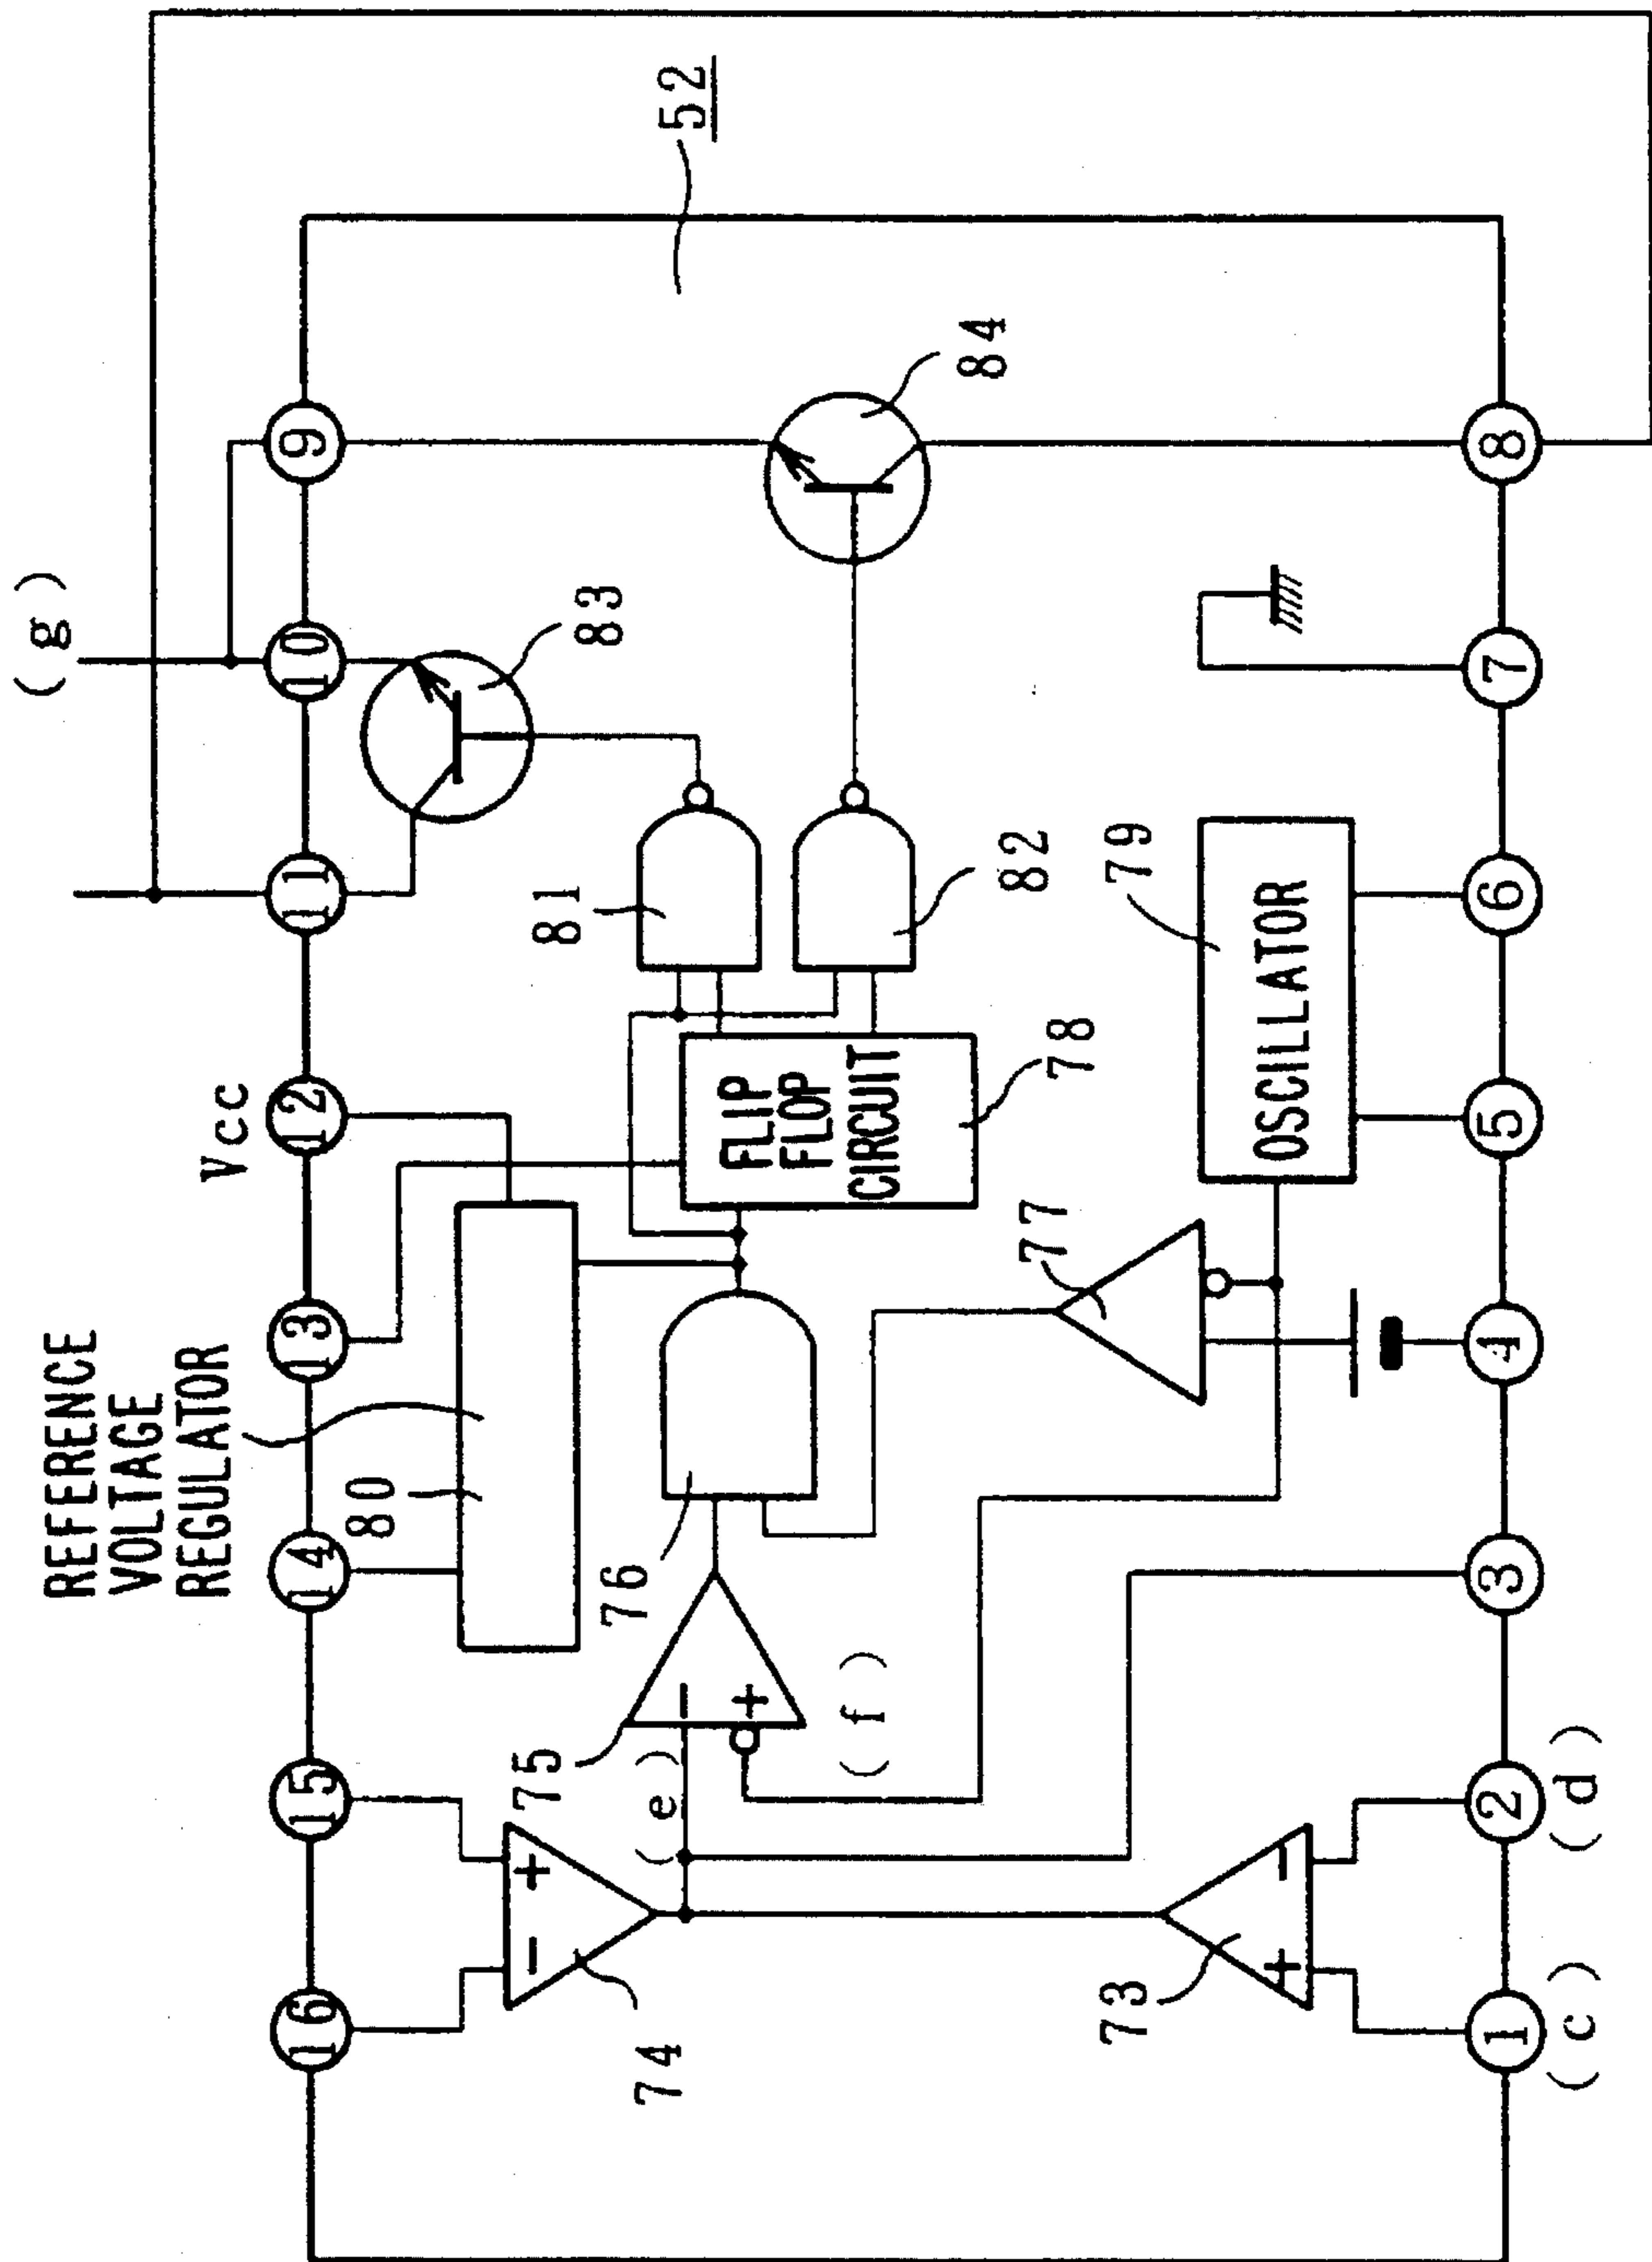 (g)
52
REFERENCE
VOLTAGE
REGULATOR
Vcc
16
15
14
13
12
11
10
9
80
83
74
−
+
75
(e)
−
+
(f)
76
81
82
84
FLIP
FLOP
CIRCUIT
78
77
79
OSCILLATOR
73
+
−
1
2
3
4
5
6
7
8
(c)
(d)